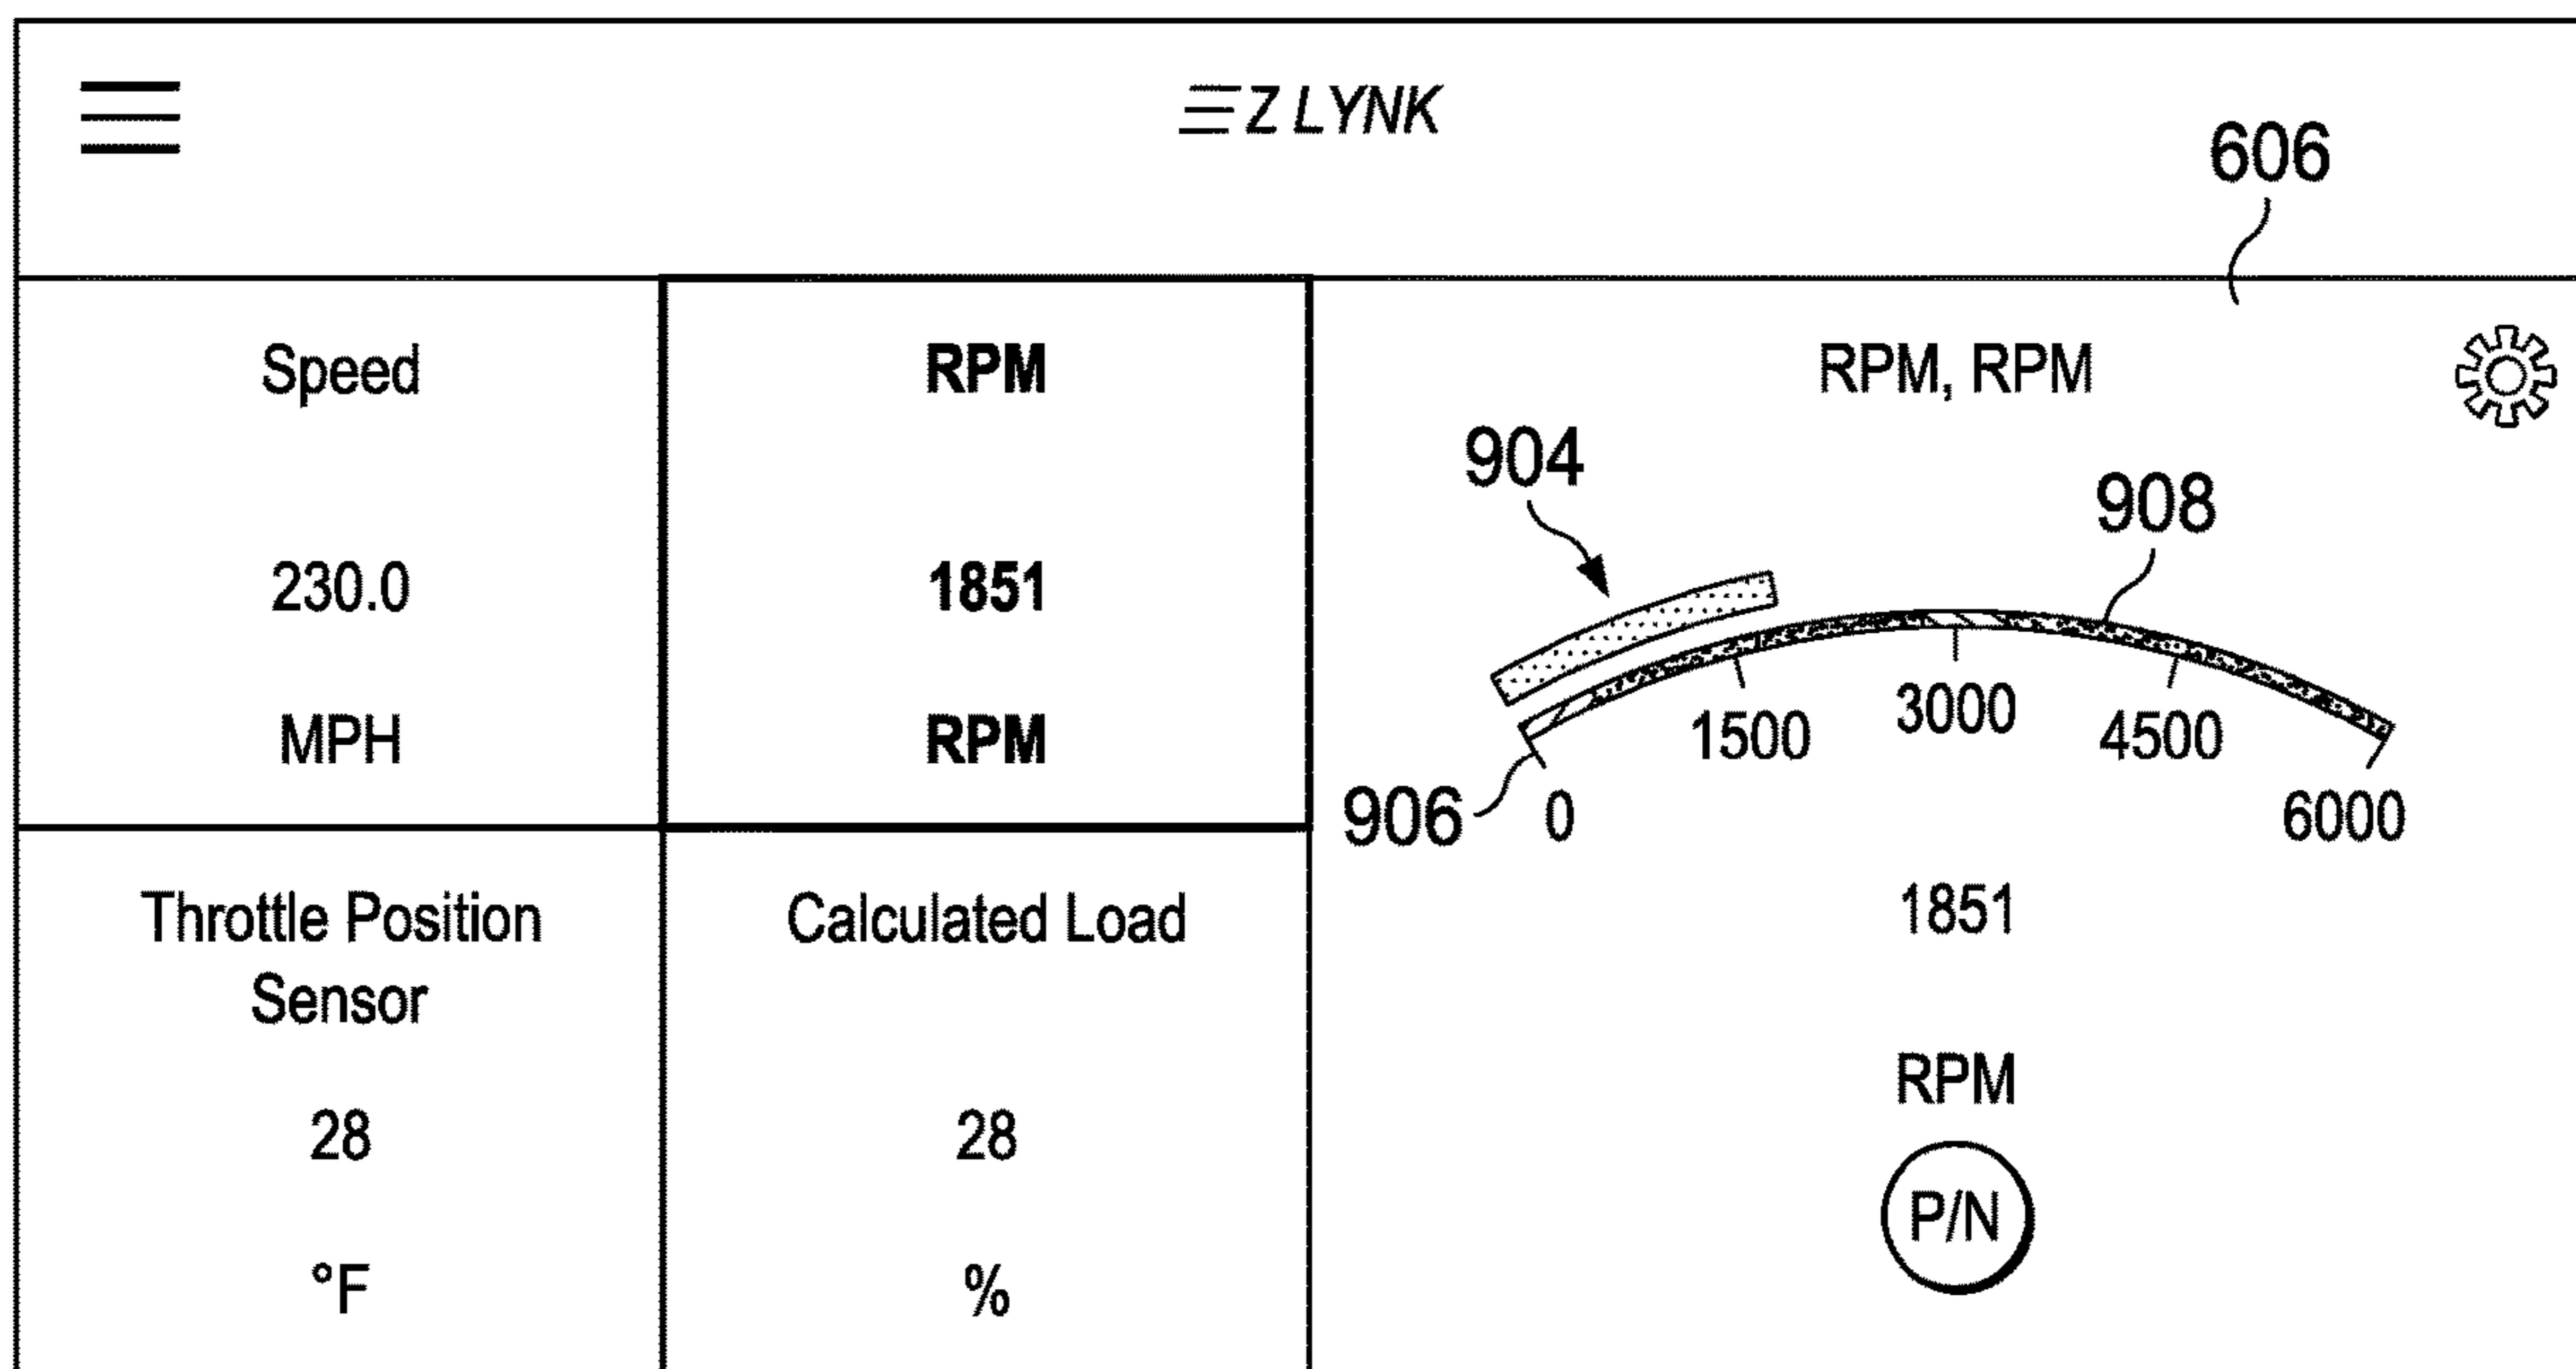 EZ LYNK
606
Speed
230.0
MPH
RPM
1851
RPM
Throttle Position
Sensor
28
°F
Calculated Load
28
%
RPM, RPM
904
908
906
0
1500
3000
4500
6000
1851
RPM
P/N